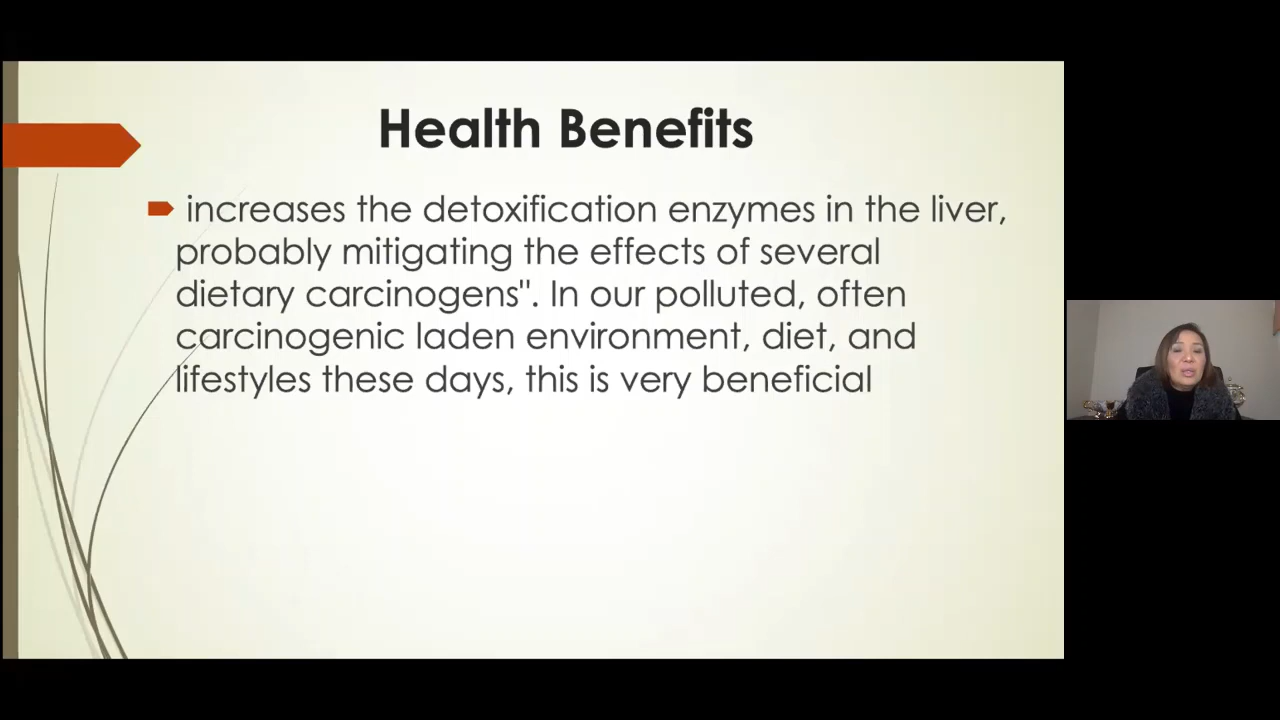 Health Benefits
increases the detoxification enzymes in the liver,
probably mitigating the effects of several
dietary carcinogens". In our polluted, often
carcinogenic laden environment, diet, and
lifestyles these days, this is very beneficial